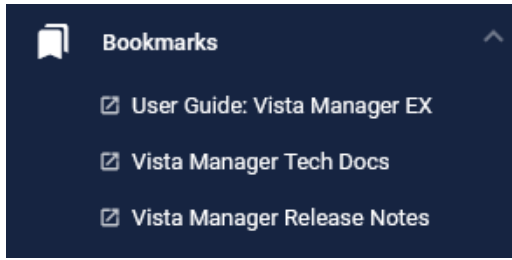 Bookmarks
User Guide: Vista Manager EX
Vista Manager Tech Docs
Vista Manager Release Notes